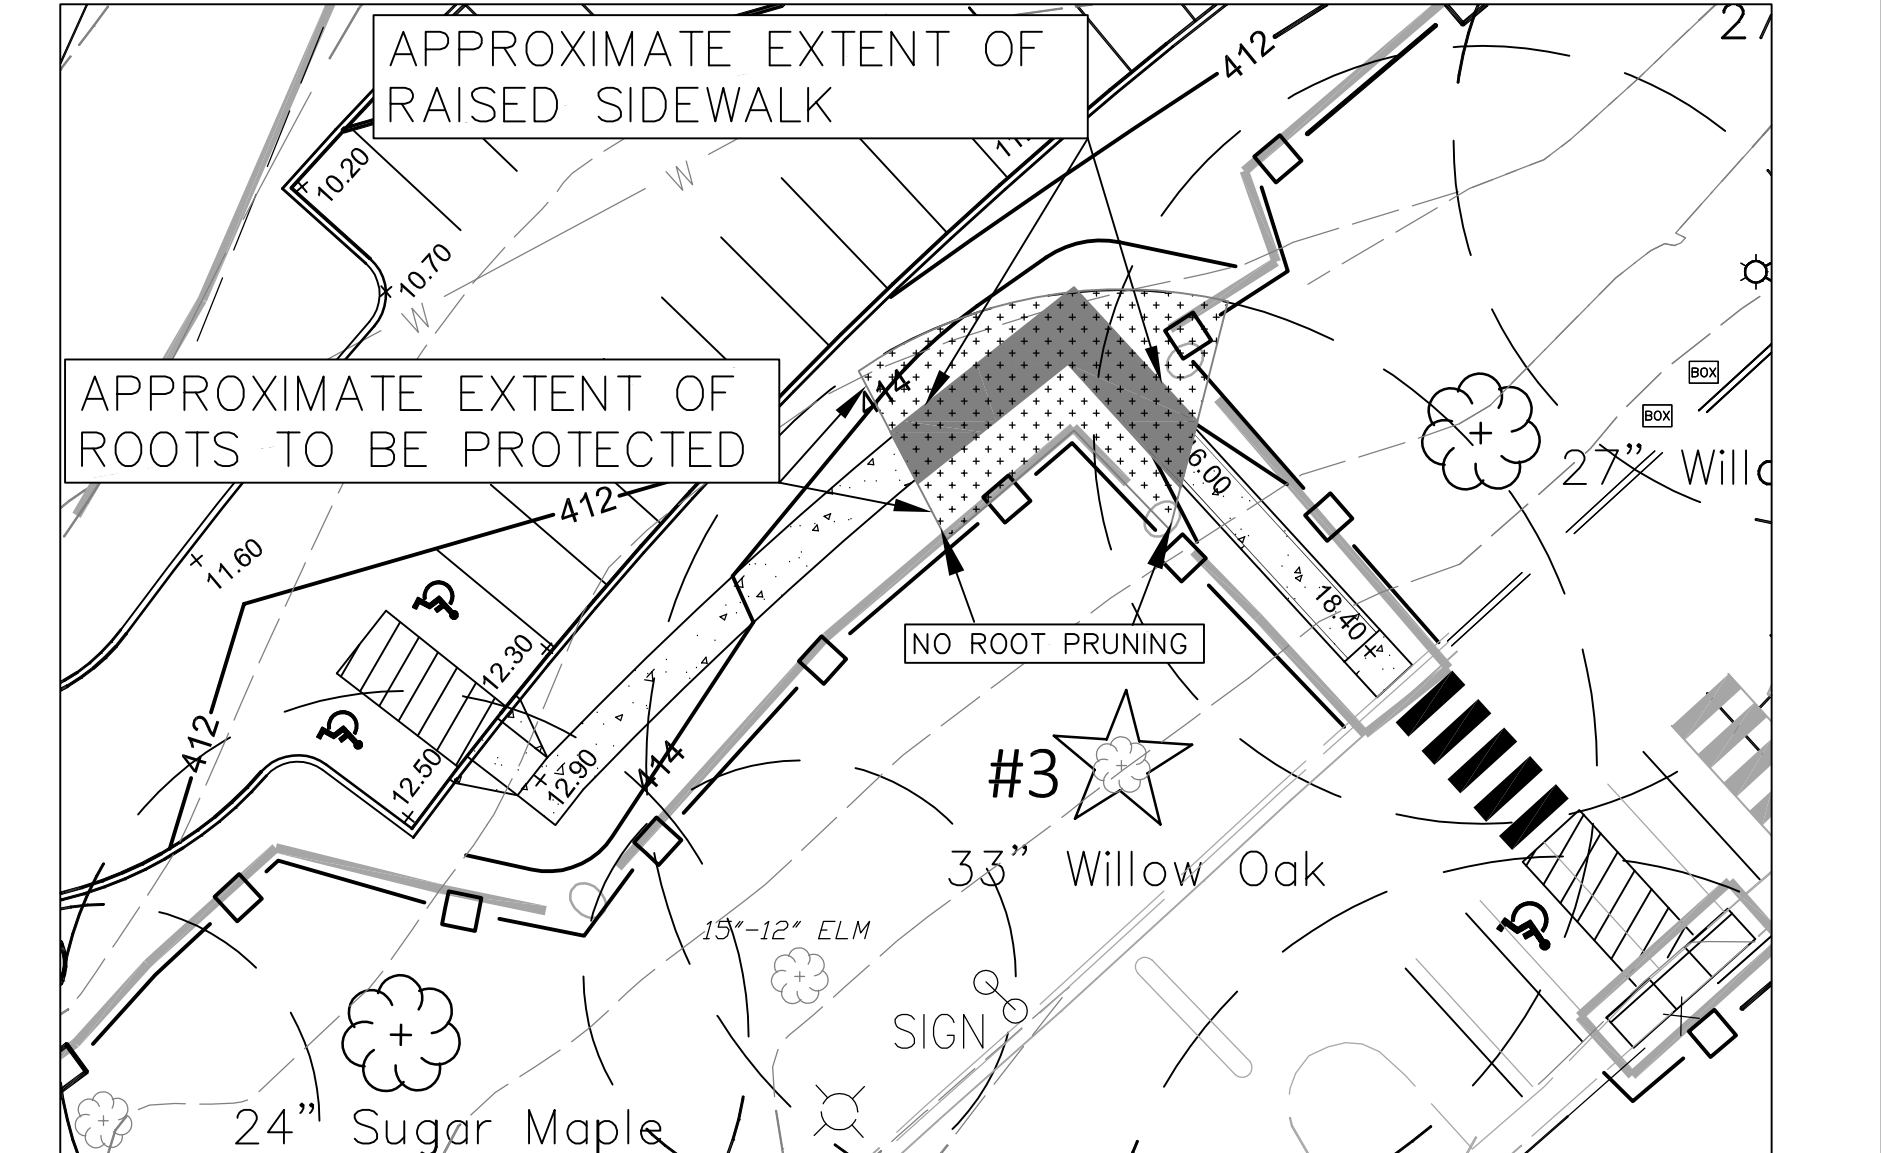 APPROXIMATE EXTENT OF
RAISED SIDEWALK
412
10.20
W
10.70
W
BOX
BOX
APPROXIMATE EXTENT OF
ROOTS TO BE PROTECTED
414
27”
412
6.00
11.60
18.40
NO ROOT PRUNING
12.30
412
12.50
12.90
414
#3
33” Willow Oak
15”-12” ELM
SIGN
24” Sugar Maple